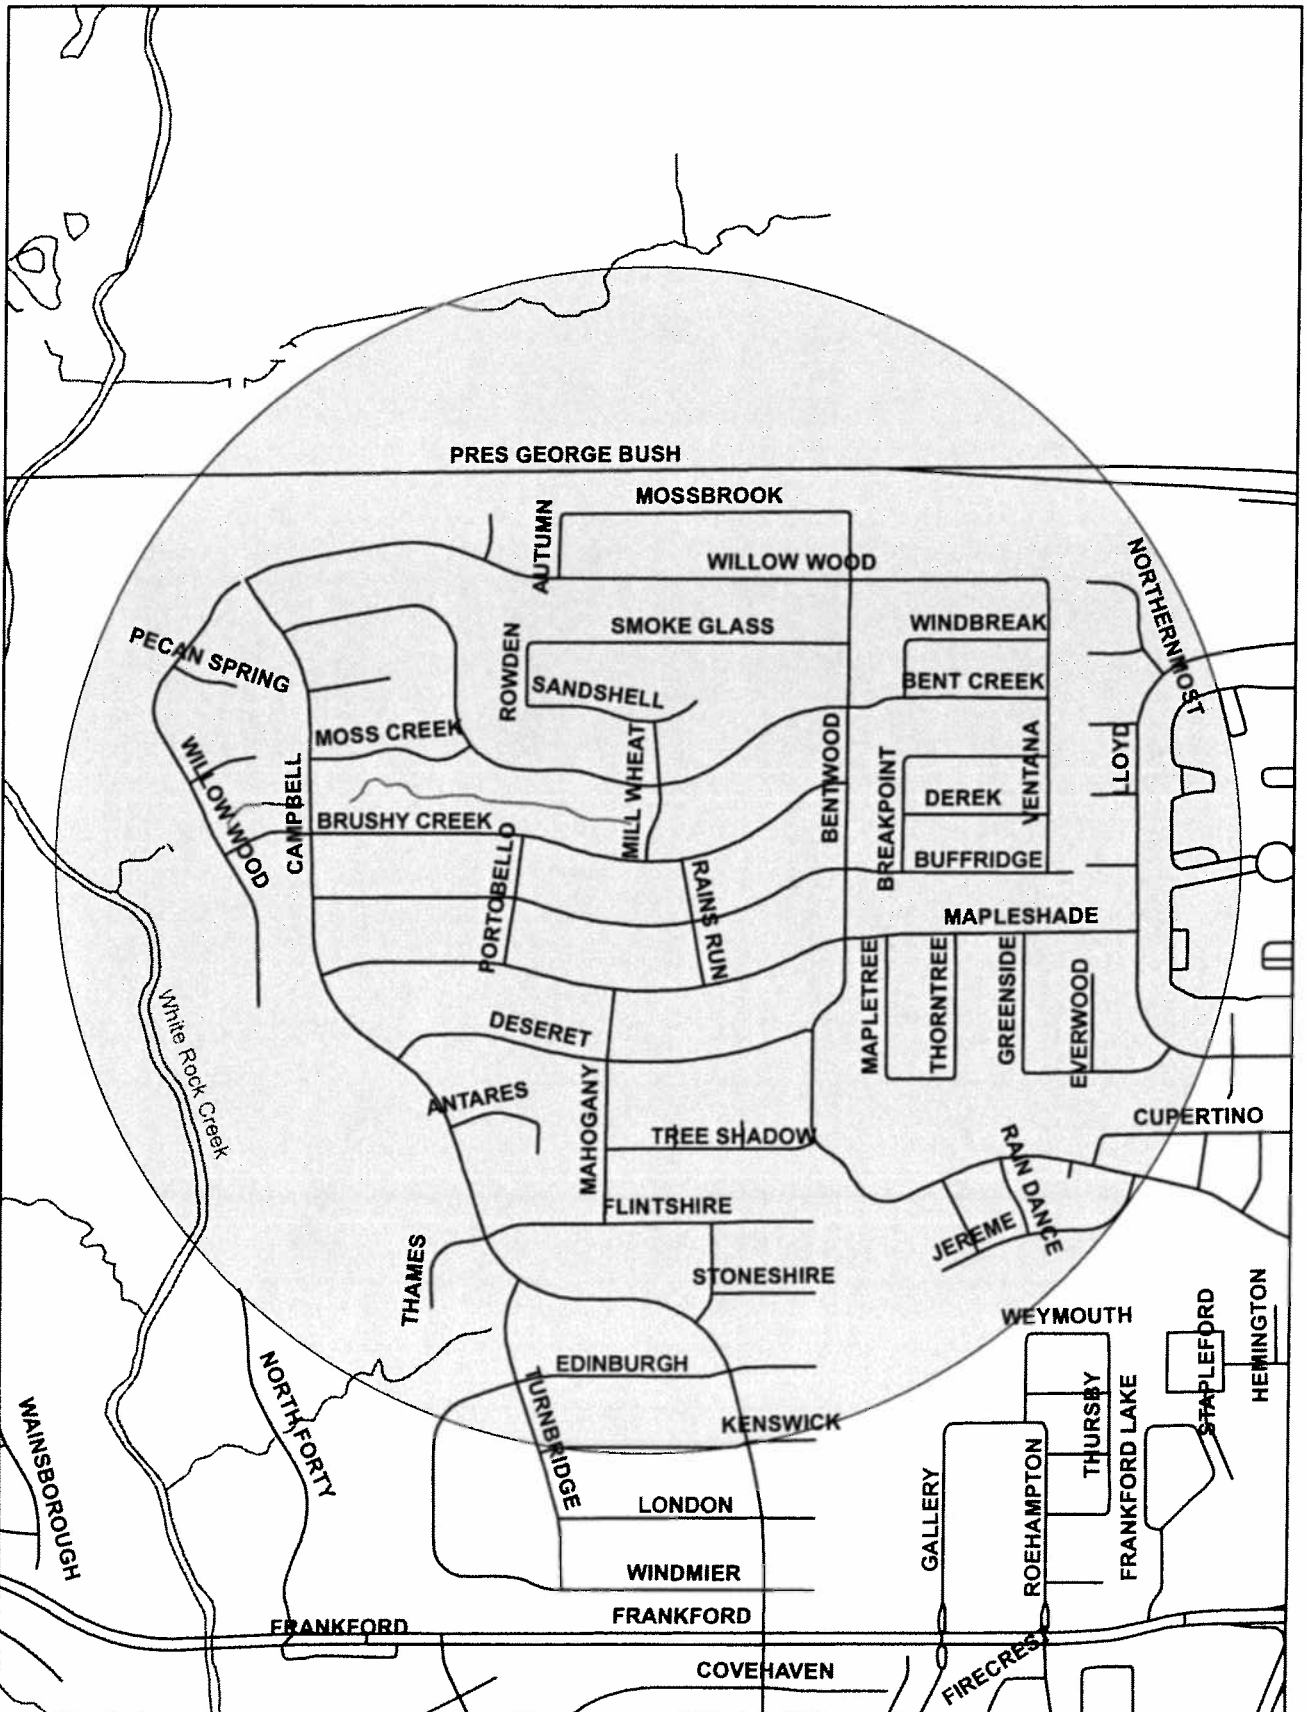 PRES GEORGE BUSH
MOSSBROOK
AUTUMN
WILLOW WOOD
NORTHERNMOST
WINDBREAK
SMOKE GLASS
ROWDEN
PECAN SPRING
SANDSHELL
BENT CREEK
MOSS CREEK
WILLOW WOOD
CAMPBELL
MILL WHEAT
BENTWOOD
VENTANA
LLOYD
BREAKPOINT
DEREK
BRUSHY CREEK
PORTOBELLO
BUFFRIDGE
RAINS RUN
MAPLESHADE
MAPLETREE
THORNTREE
GREENSIDE
EVERWOOD
White Rock Creek
DESERET
ANTARES
MAHOGANY
TREE SHADOW
CUPERTINO
RAIN DANCE
FLINTSHIRE
JEREME
THAMES
STONESHIRE
WEYMOUTH
STAPLEFORD
HEMINGTON
EDINBURGH
NORTH FORTY
TURNBRIDGE
KENSWICK
THURSBY
FRANKFORD LAKE
WAINSBOROUGH
GALLERY
ROEHAMPTON
LONDON
WINDMIER
FRANKFORD
FRANKFORD
COVEHAVEN
FIRECREST